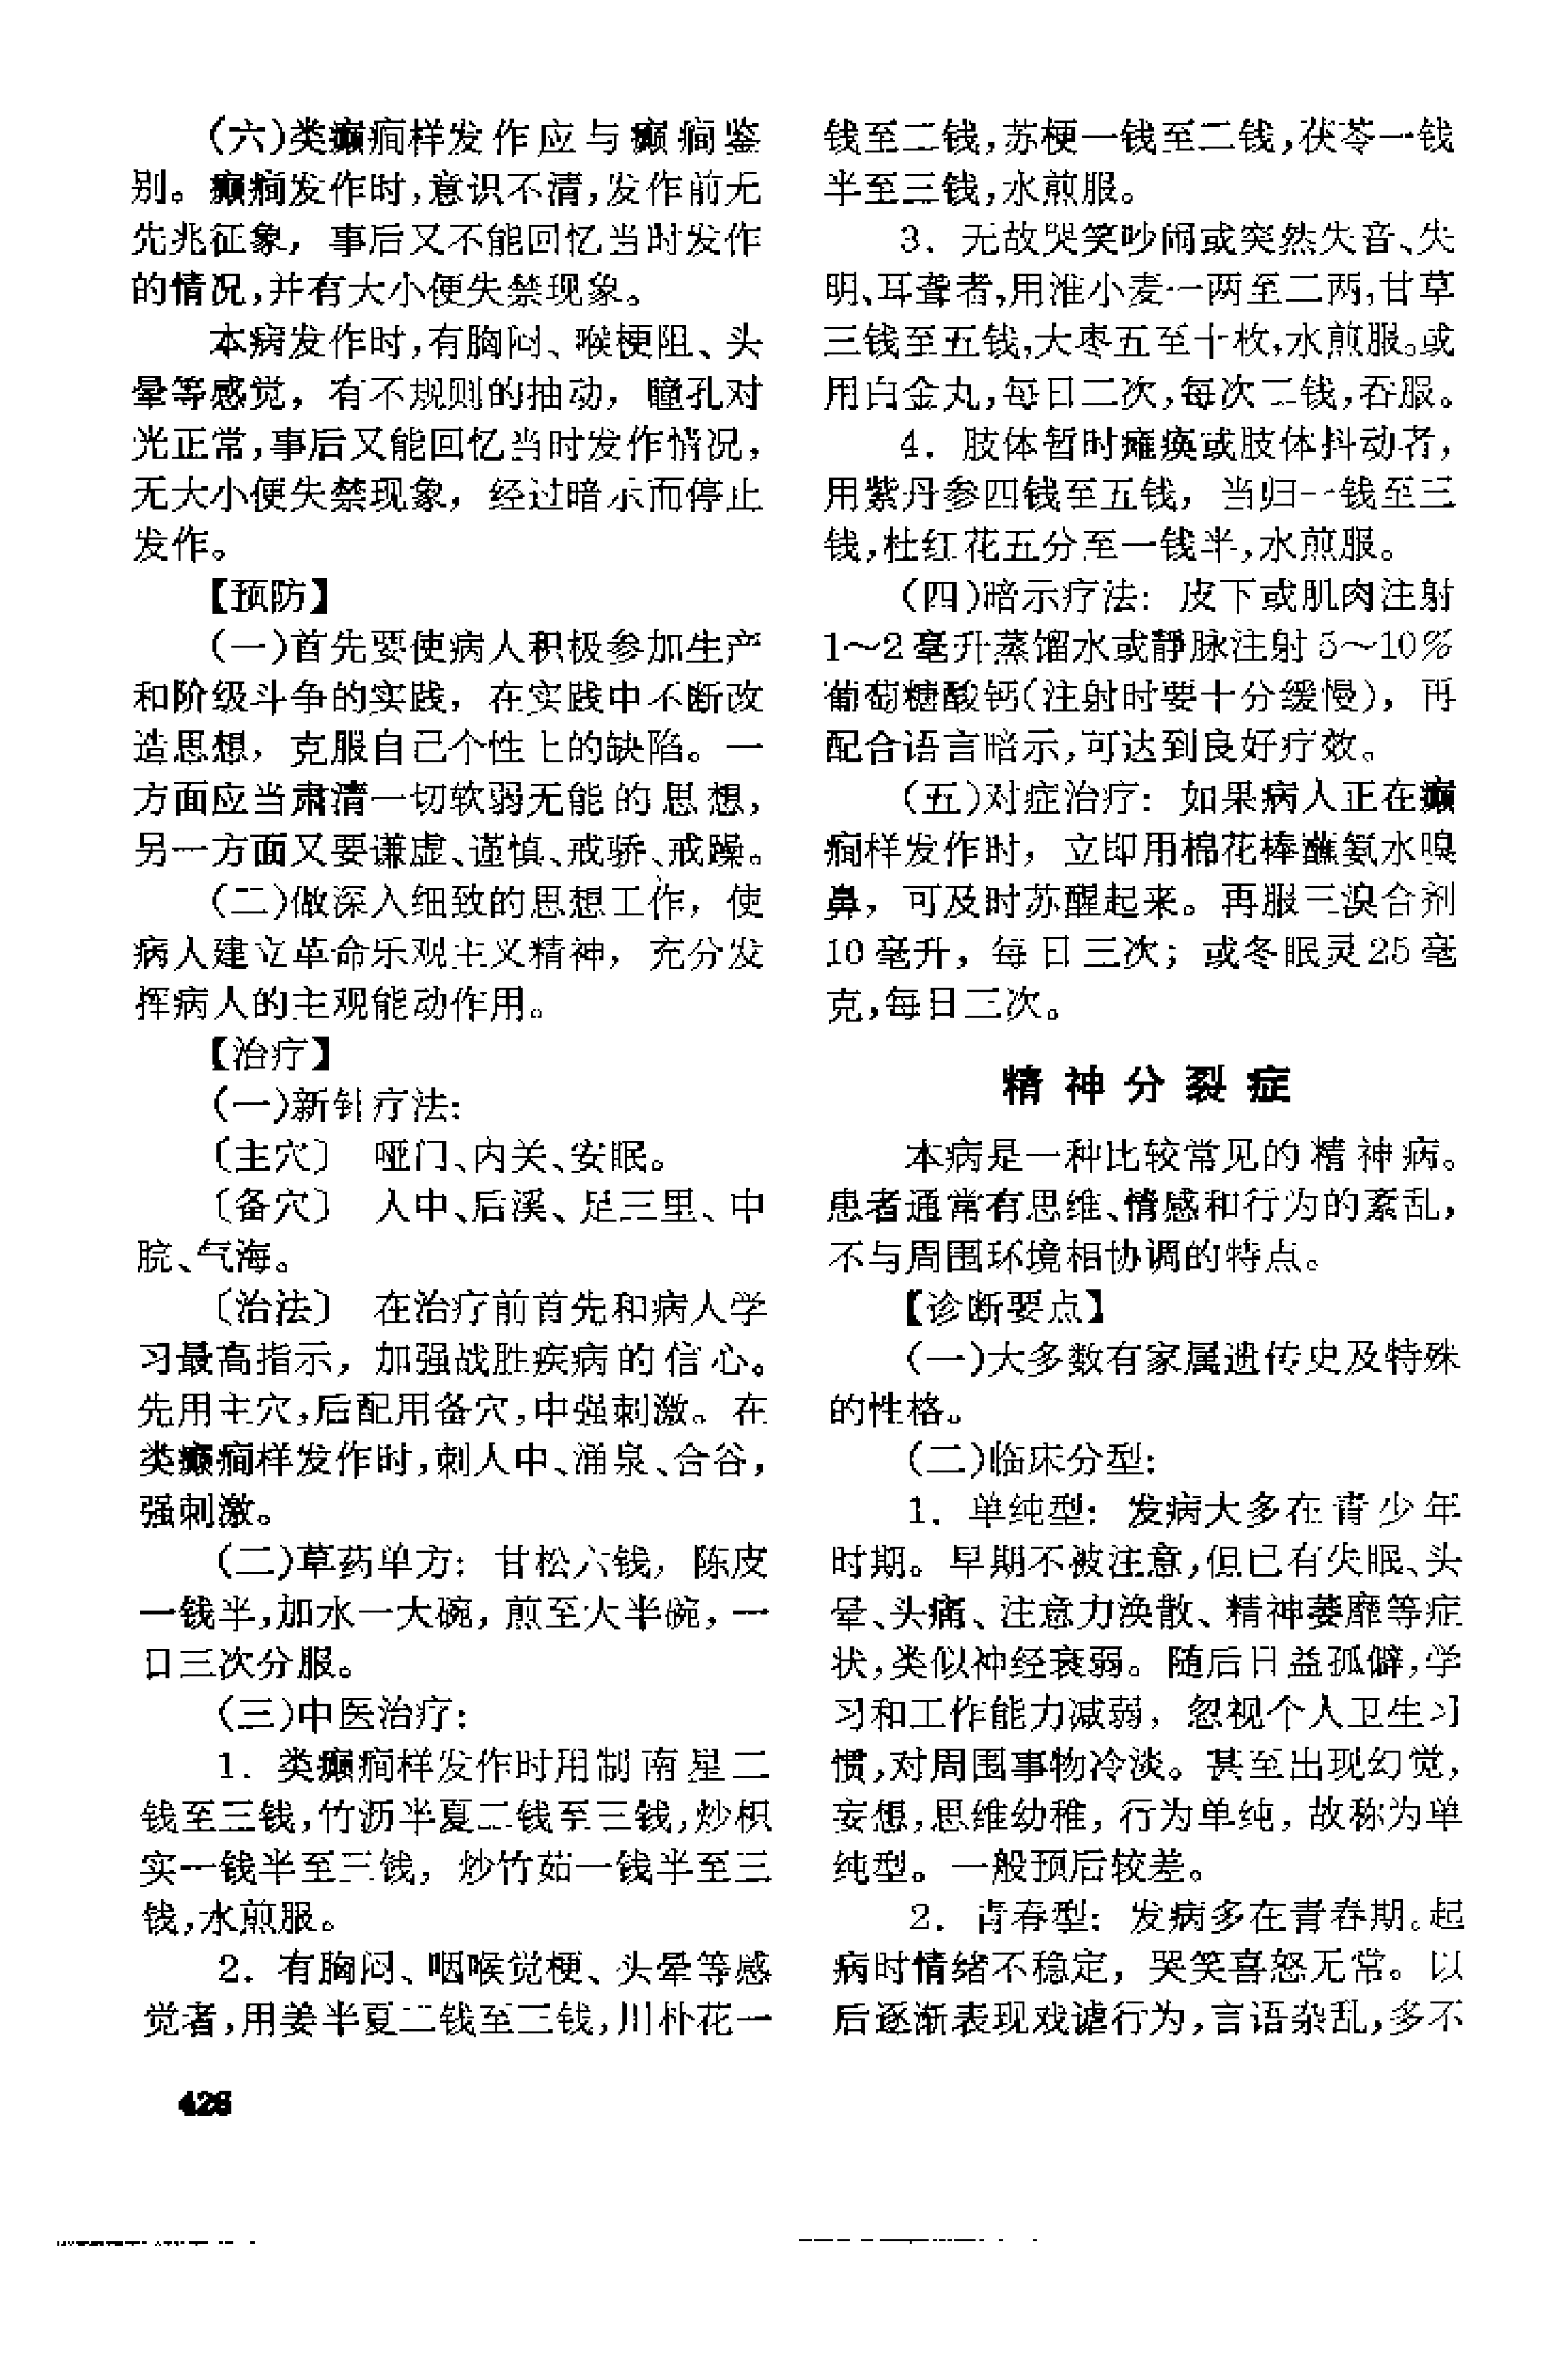 (六)类癫痫样发作应与癫痫鉴
别。癫痫发作时,意识不清,发作前无
先兆征象，事后又不能回忆当时发作
的情况,并有大小便失禁现象。
本病发作时,有胸闷、喉梗阻、头
晕等感觉，有不规则的抽动，瞳孔对
光正常,事后又能回忆当时发作情况，
无大小便失禁现象，经过暗示而停止
发作。
【预防】
(一)首先要使病人积极参加生产
和阶级斗争的实践，在实践中不断改
造思想，克服自己个性上的缺陷。一
方面应当肃清一切软弱无能的思想，
另一方面又要谦虚、谨慎、戒骄、戒躁。
(二)做深入细致的思想工作，使
病人建立革命乐观主义精神，充分发
挥病人的主观能动作用。
【治疗】
(一)新针疗法:
〔主穴〕 哑门、内关、安眠。
〔备穴〕 人中、后溪、足三里、中
脘、气海。
〔治法〕 在治疗前首先和病人学
习最高指示，加强战胜疾病的信心。
先用主穴,后配用备穴,中强刺激。在
类癫痫样发作时,刺人中、涌泉、合谷，
强刺激。
(二)草药单方: 甘松六钱，陈皮
一钱半,加水一大碗,煎至大半碗，一
日三次分服。
(三)中医治疗:
1. 类癫痫样发作时用制南星二
钱至三钱,竹沥半夏二钱至三钱,炒枳
实一钱半至三钱，炒竹茹一钱半至三
钱,水煎服。
2. 有胸闷、咽喉觉梗、头晕等感
觉者,用姜半夏二钱至三钱,川朴花一
钱至二钱,苏梗一钱至二钱,茯苓一钱
半至三钱,水煎服。
3. 无故哭笑吵闹或突然失音、失
明、耳聋者,用淮小麦一两至二两,甘草
三钱至五钱,大枣五至十枚,水煎服。或
用白金丸,每日二次,每次二钱,吞服。
4. 肢体暂时瘫痪或肢体抖动者，
用紫丹参四钱至五钱，当归一钱至三
钱,杜红花五分至一钱半,水煎服。
(四)暗示疗法: 皮下或肌肉注射
1～2毫升蒸馏水或静脉注射5～10％
葡萄糖酸钙(注射时要十分缓慢)，再
配合语言暗示,可达到良好疗效。
(五)对症治疗: 如果病人正在癫
痫样发作时，立即用棉花棒蘸氨水嗅
鼻，可及时苏醒起来。再服三溴合剂
10毫升，每日三次；或冬眠灵25毫
克,每日三次。
精神分裂症
本病是一种比较常见的精神病。
患者通常有思维、情感和行为的紊乱，
不与周围环境相协调的特点。
【诊断要点】
(一)大多数有家属遗传史及特殊
的性格。
(二)临床分型:
1. 单纯型: 发病大多在青少年
时期。早期不被注意,但已有失眠、头
晕、头痛、注意力涣散、精神萎靡等症
状,类似神经衰弱。随后日益孤僻,学
习和工作能力减弱，忽视个人卫生习
惯,对周围事物冷淡。甚至出现幻觉，
妄想,思维幼稚，行为单纯，故称为单
纯型。一般预后较差。
2. 青春型: 发病多在青春期。起
病时情绪不稳定，哭笑喜怒无常。以
后逐渐表现戏谑行为,言语杂乱,多不
426